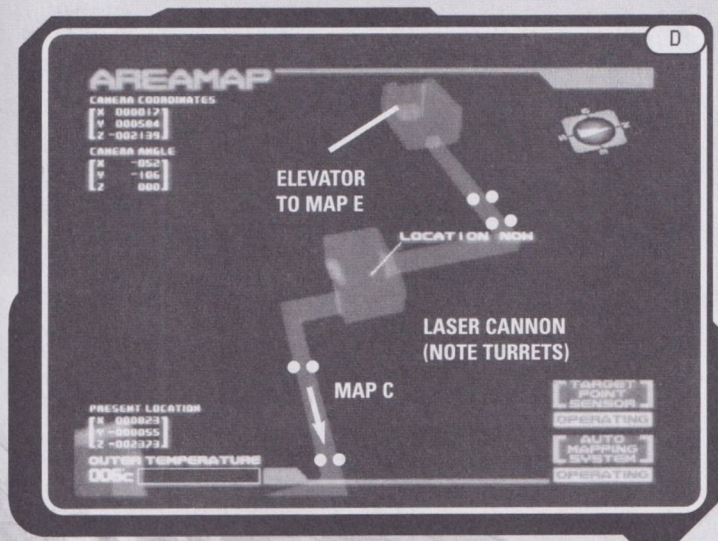 D
AREAMAP
CAMERA COORDINATES
X 000017
Y 000584
Z -002139
CAMERA ANGLE
X -052
Y -106
Z 000
ELEVATOR
TO MAP E
LOCATION NOW
LASER CANNON
(NOTE TURRETS)
MAP C
PRESENT LOCATION
X 000023
Y -000055
Z -002373
OUTER TEMPERATURE
006c
TARGET
POINT
SENSOR
OPERATING
AUTO
MAPPING
SYSTEM
OPERATING